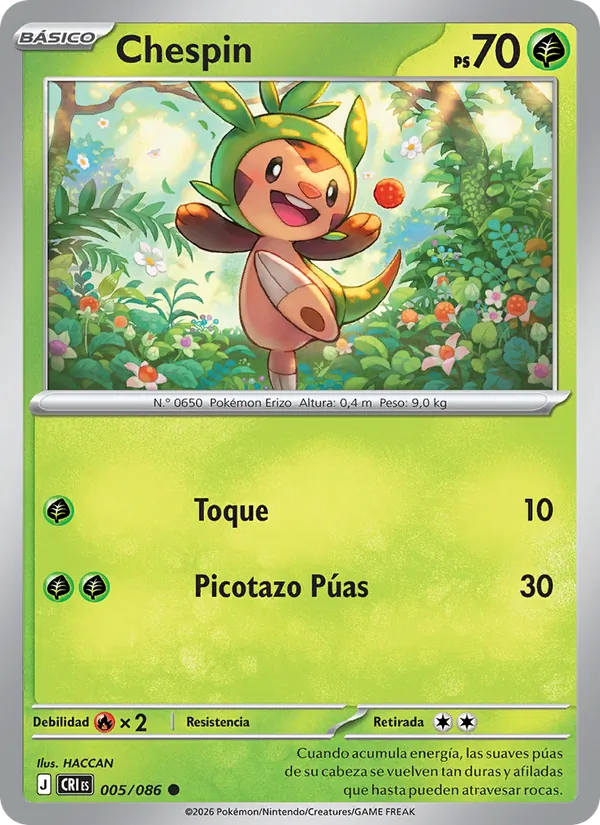 BÁSICO Chespin PS 70
N.º 0650 Pokémon Erizo Altura: 0,4 m Peso: 9,0 kg
Toque 10
Picotazo Púas 30
Debilidad × 2 Resistencia Retirada
Ilus. HACCAN
Cuando acumula energía, las suaves púas
de su cabeza se vuelven tan duras y afiladas
que hasta pueden atravesar rocas.
J CRI ES 005/086
©2026 Pokémon/Nintendo/Creatures/GAME FREAK